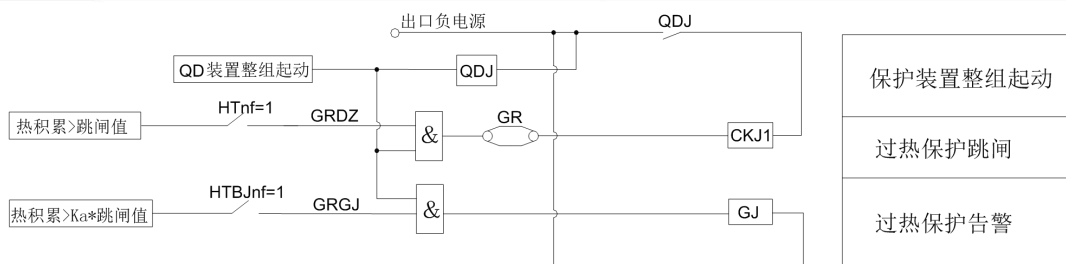 出口负电源
QDJ
QD装置整组起动
QDJ
保护装置整组起动
HTnf=1
GRDZ
GR
热积累>跳闸值
&
CKJ1
过热保护跳闸
HTBJnf=1
GRGJ
热积累>Ka*跳闸值
&
GJ
过热保护告警